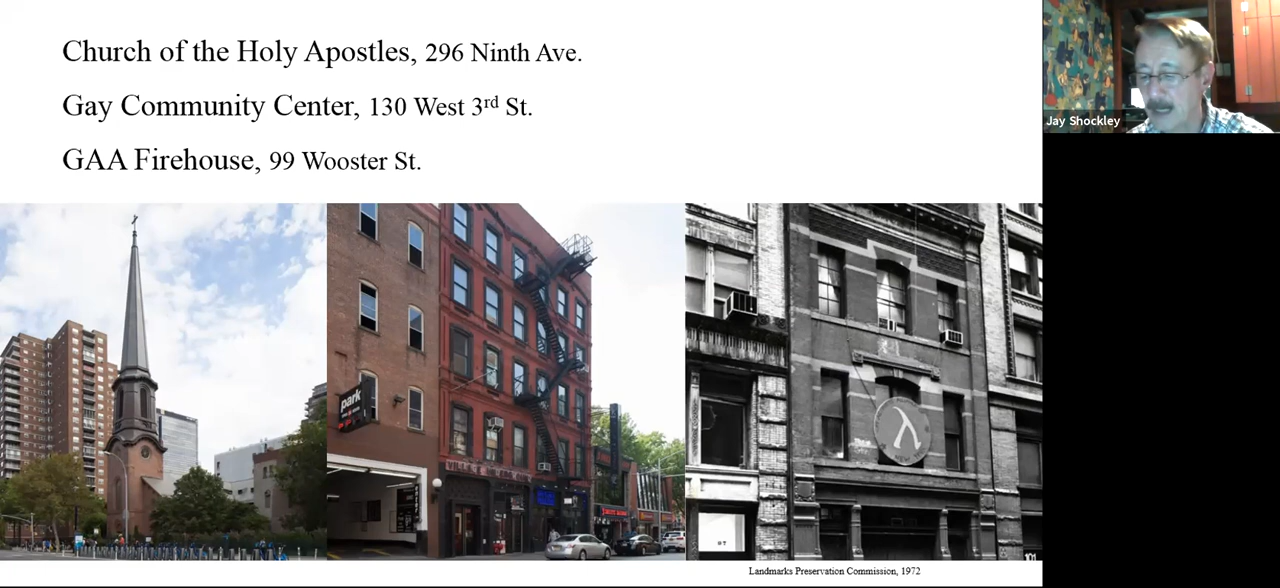 Church of the Holy Apostles, 296 Ninth Ave.
Gay Community Center, 130 West 3rd St.
GAA Firehouse, 99 Wooster St.
Jay Shockley
park
λ
101
Landmarks Preservation Commission, 1972